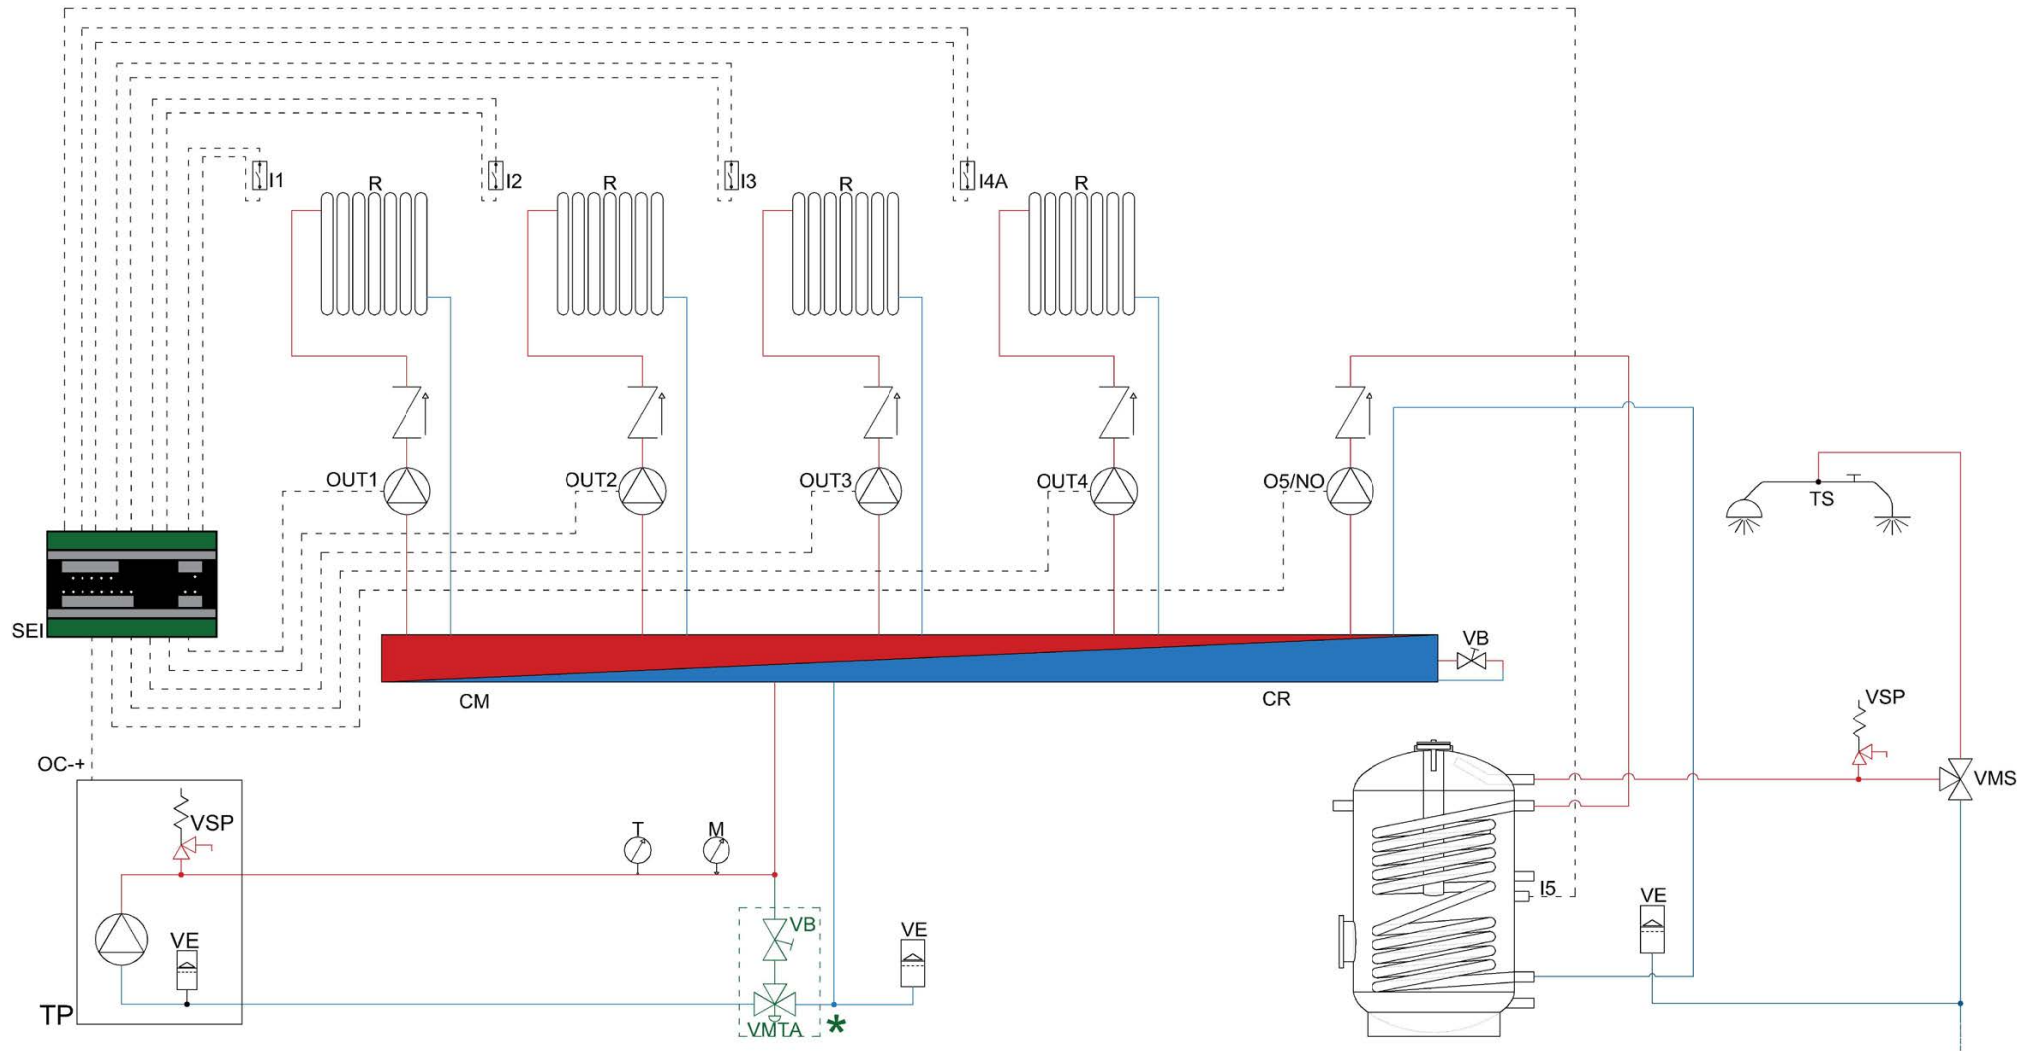 I1
I2
I3
I4A
R
R
R
R
OUT1
OUT2
OUT3
OUT4
O5/NO
TS
SEI
VB
CM
CR
VSP
OC-+
VMS
VSP
T
M
I5
VE
VB
VE
VE
TP
VMTA
*